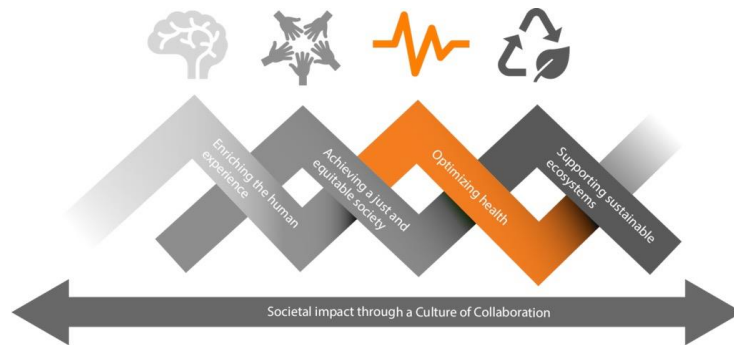 Enriching the human
experience
Achieving a just and
equitable society
Optimizing health
Supporting sustainable
ecosystems
Societal impact through a Culture of Collaboration